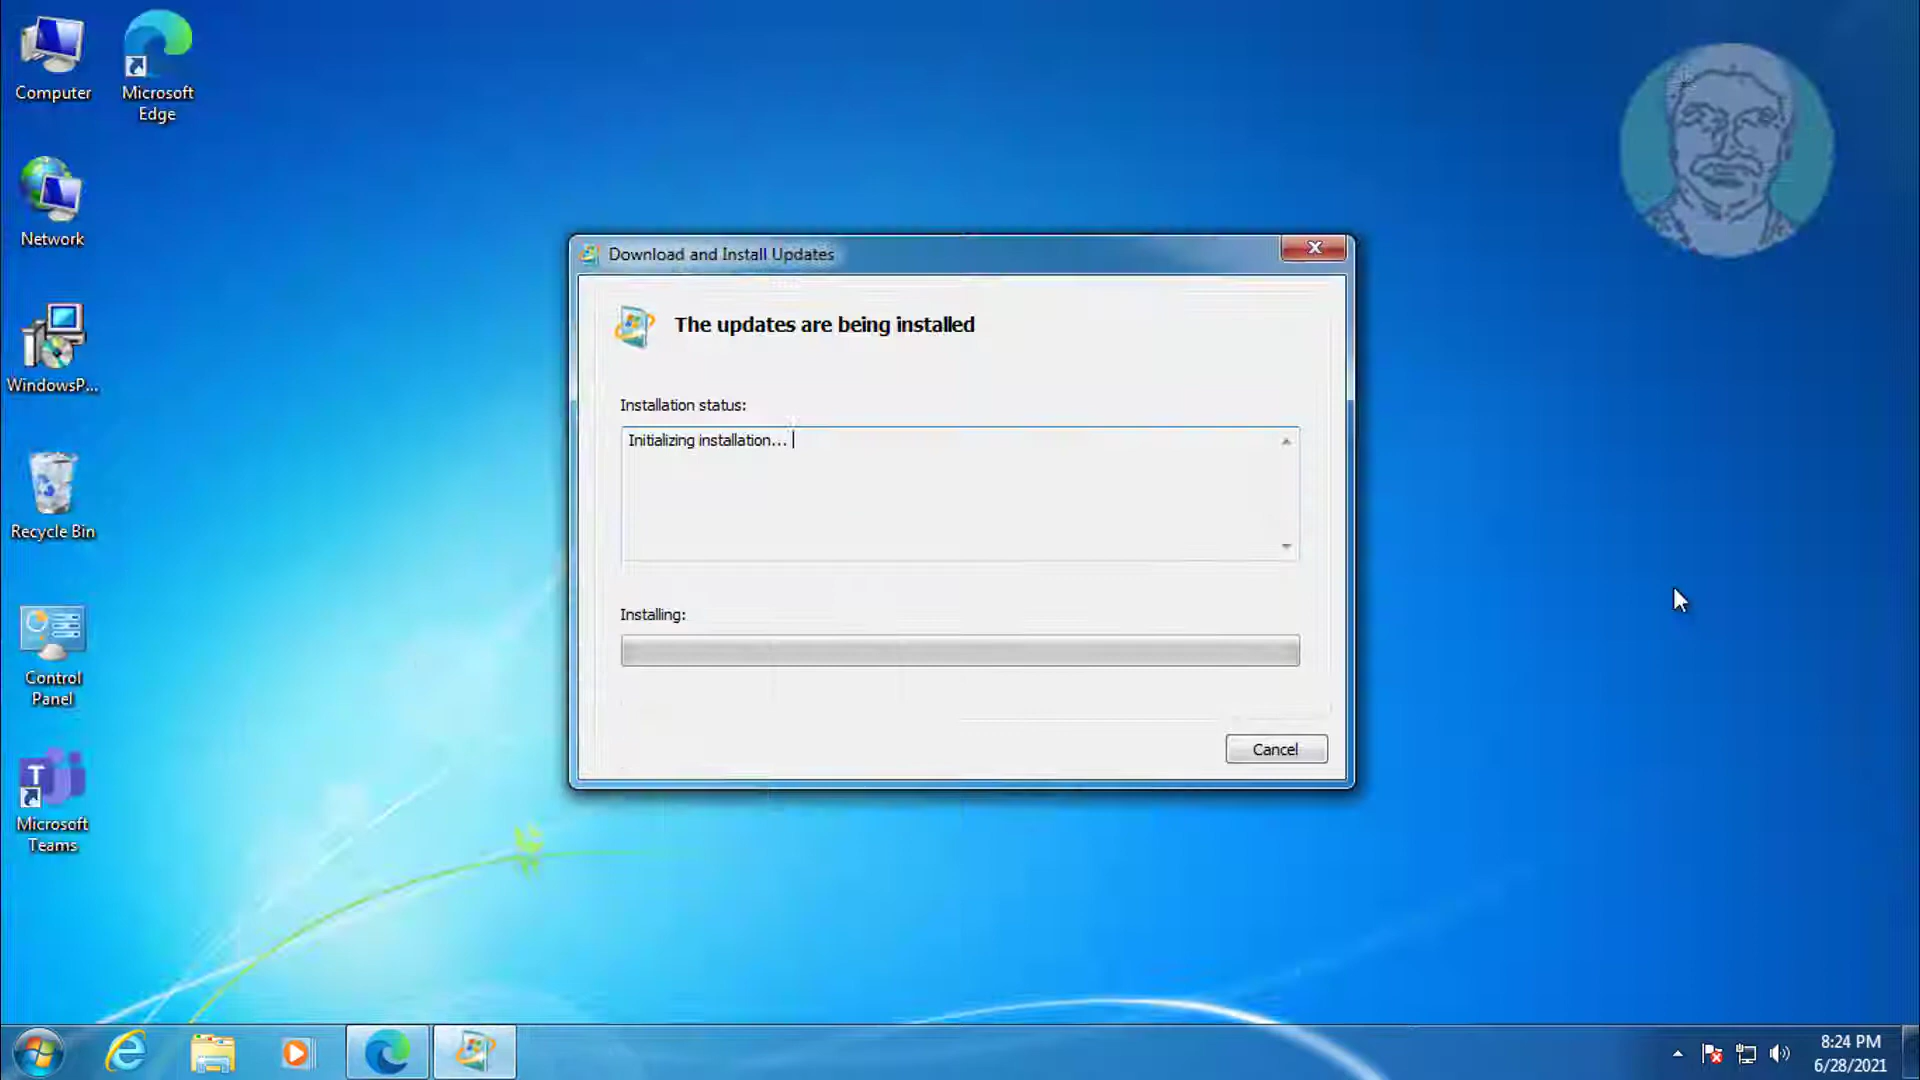 Computer
Microsoft
Edge
Network
WindowsP...
Recycle Bin
Control
Panel
T
Microsoft
Teams
Download and Install Updates
The updates are being installed
Installation status:
Initializing installation...
Installing:
Cancel
8:24 PM
6/28/2021